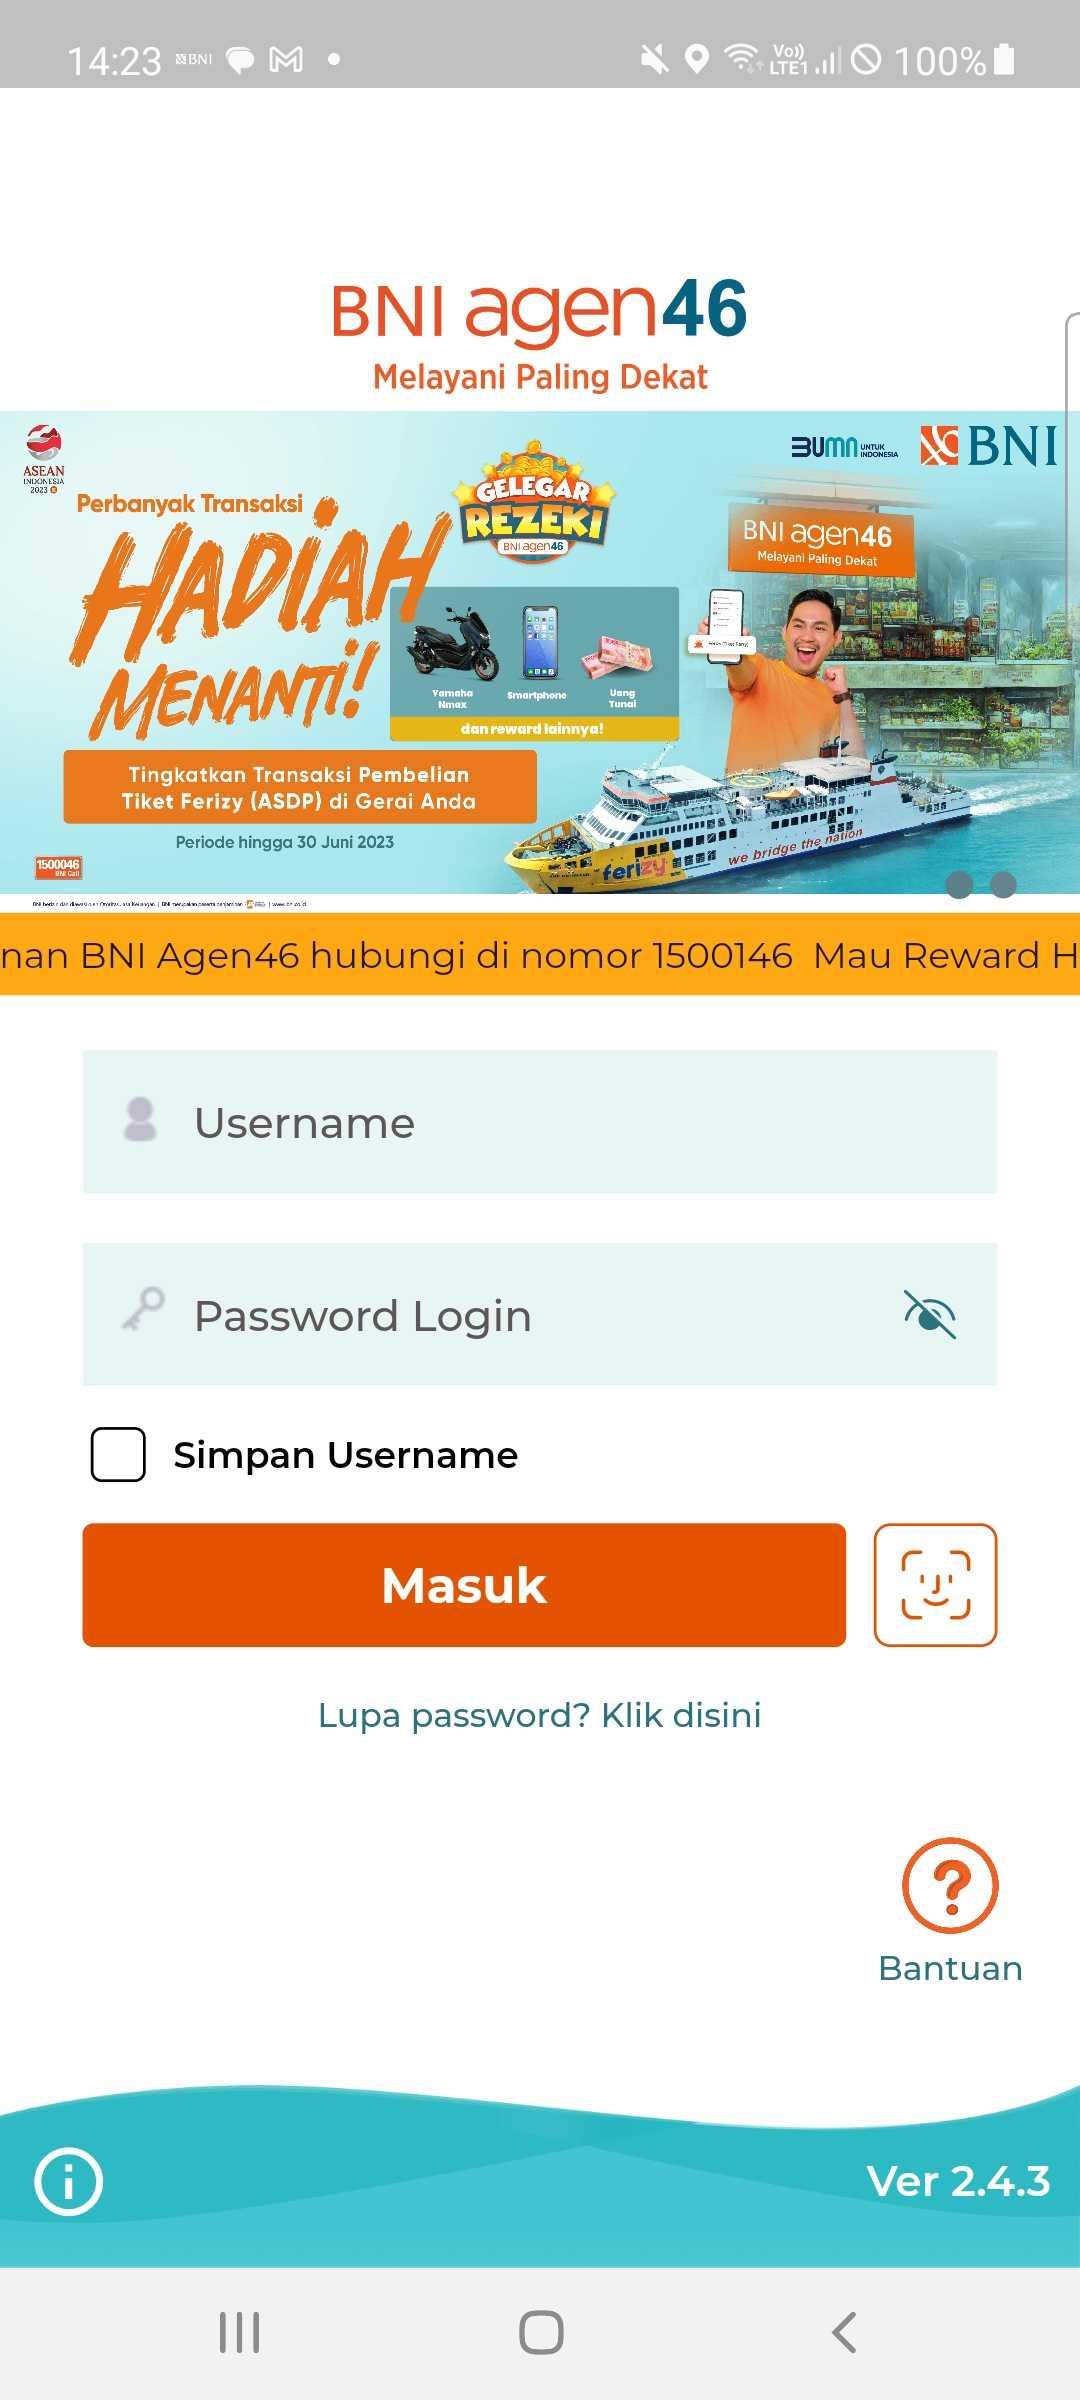 14:23 BNI
Vo))
LTE1
100%
BNI agen46
Melayani Paling Dekat
ASEAN
INDONESIA
2023
BUMN UNTUK
INDONESIA
BNI
Perbanyak Transaksi
HADIAH
MENANTI!
GELEGAR
REZEKI
BNI agen46
BNI agen46
Melayani Paling Dekat
Yamaha
Nmax
Smartphone
Uang
Tunai
dan reward lainnya!
Tingkatkan Transaksi Pembelian
Tiket Ferizy (ASDP) di Gerai Anda
Periode hingga 30 Juni 2023
ferizy
we bridge the nation
1500046
BNI Call
nan BNI Agen46 hubungi di nomor 1500146 Mau Reward H
Username
Password Login
Simpan Username
Masuk
Lupa password? Klik disini
Bantuan
Ver 2.4.3